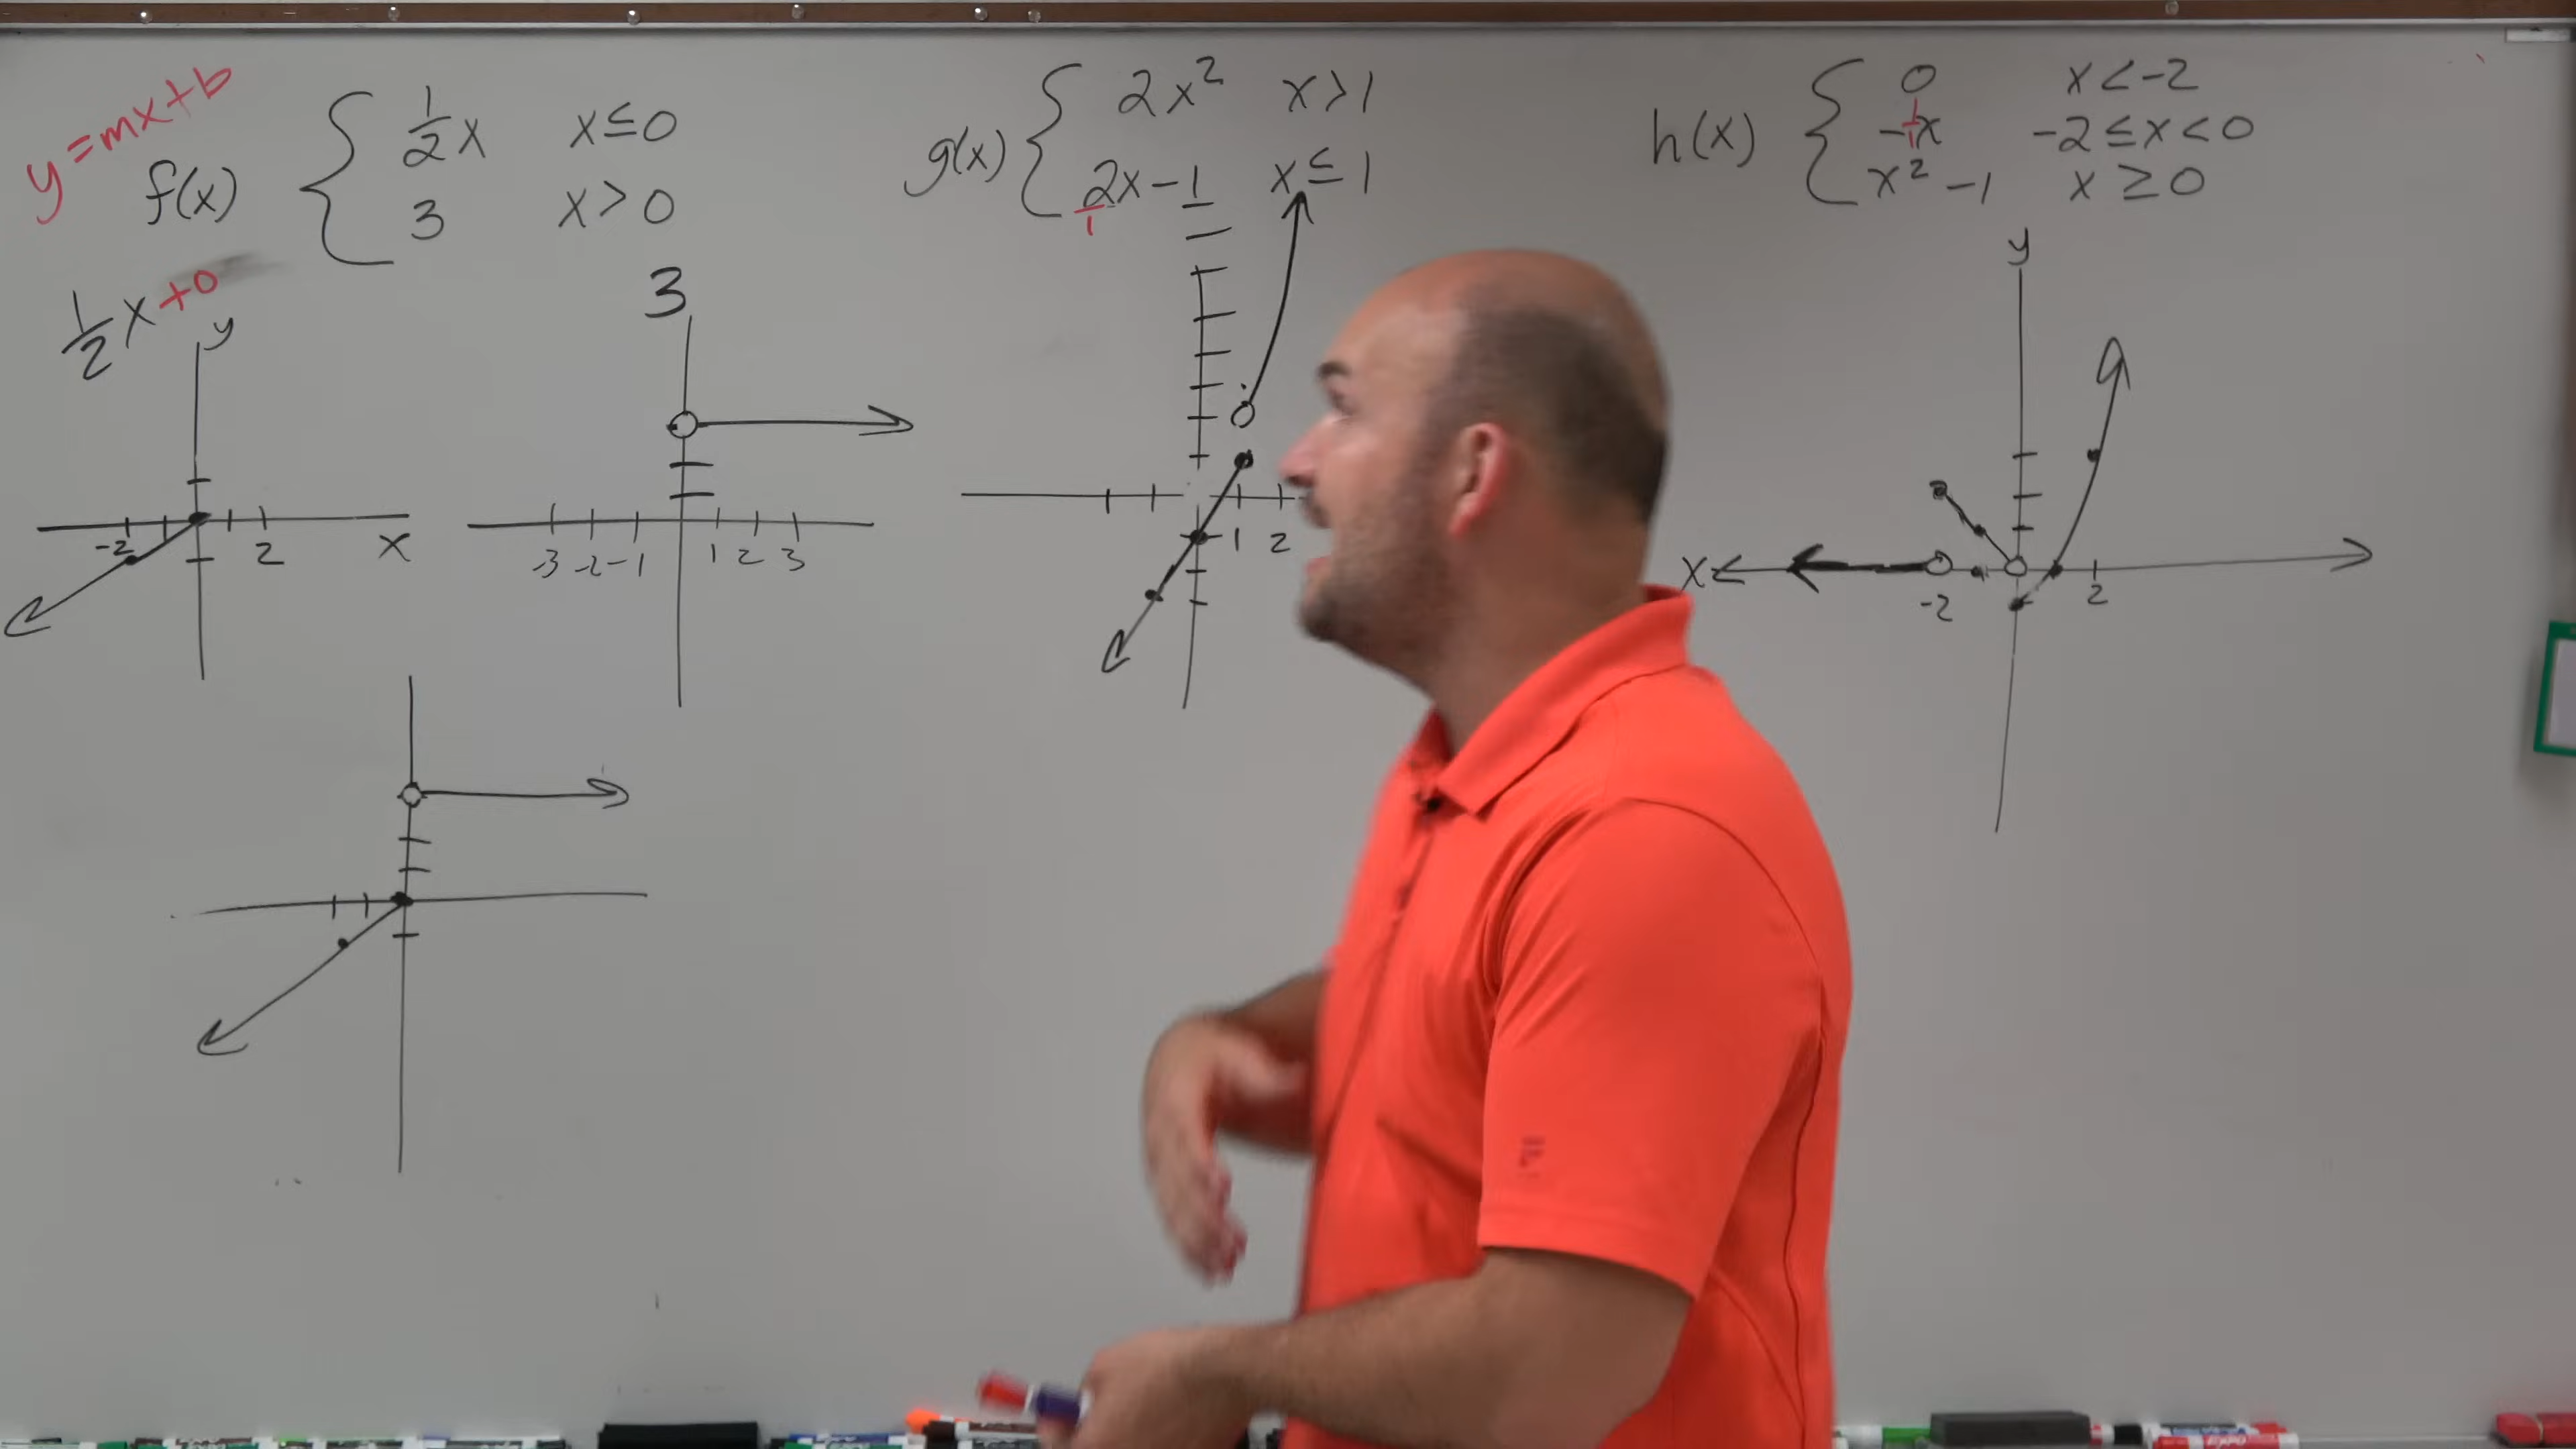 y=mx+b
f(x) { 1/2 x   x≤0
3   x>0
1/2 x+0
y
-2   2   x
3
-3 -2 -1   1 2 3
g(x) { 2x²   x>1
2x-1   x≤1
1
1 2
h(x) { 0   x<-2
-1/1x   -2≤x<0
x²-1   x≥0
y
x
-2   2